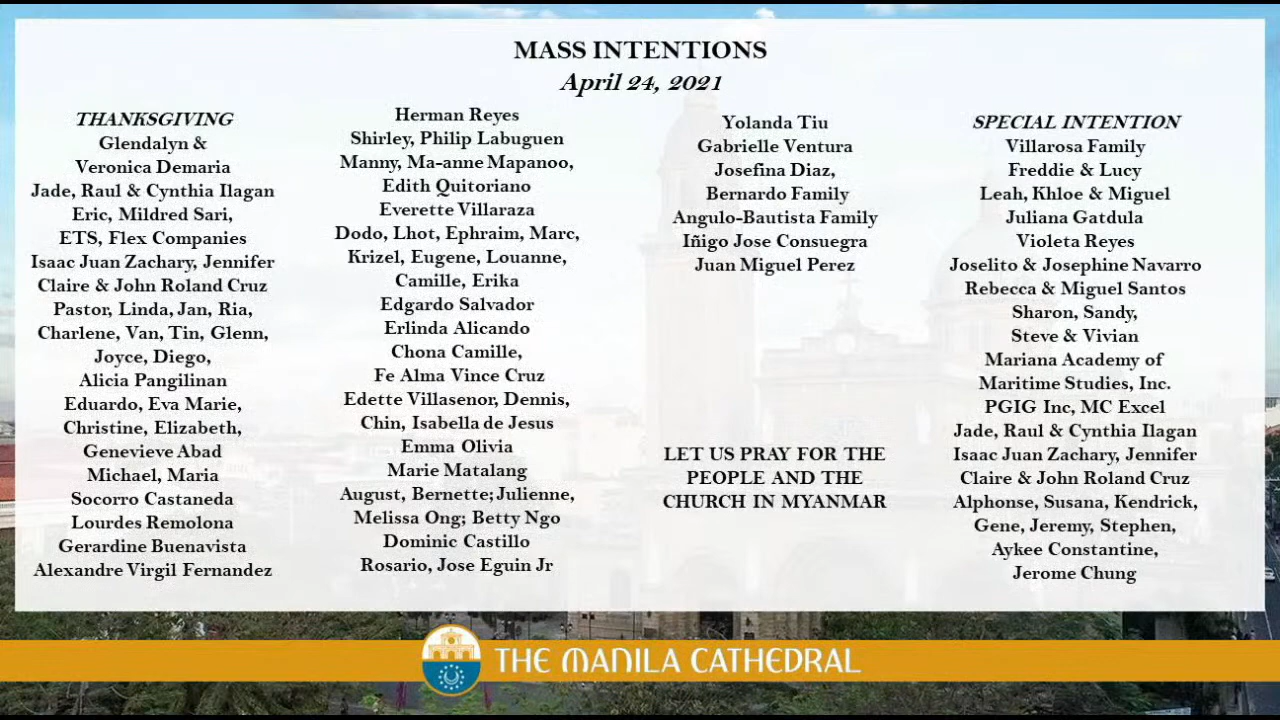 MASS INTENTIONS
April 24, 2021
THANKSGIVING
Glendalyn &
Veronica Demaria
Jade, Raul & Cynthia Ilagan
Eric, Mildred Sari,
ETS, Flex Companies
Isaac Juan Zachary, Jennifer
Claire & John Roland Cruz
Pastor, Linda, Jan, Ria,
Charlene, Van, Tin, Glenn,
Joyce, Diego,
Alicia Pangilinan
Eduardo, Eva Marie,
Christine, Elizabeth,
Genevieve Abad
Michael, Maria
Socorro Castaneda
Lourdes Remolona
Gerardine Buenavista
Alexandre Virgil Fernandez
Herman Reyes
Shirley, Philip Labuguen
Manny, Ma-anne Mapanoo,
Edith Quitoriano
Everette Villaraza
Dodo, Lhot, Ephraim, Marc,
Krizel, Eugene, Louanne,
Camille, Erika
Edgardo Salvador
Erlinda Alicando
Chona Camille,
Fe Alma Vince Cruz
Edette Villasenor, Dennis,
Chin, Isabella de Jesus
Emma Olivia
Marie Matalang
August, Bernette; Julienne,
Melissa Ong; Betty Ngo
Dominic Castillo
Rosario, Jose Eguin Jr
Yolanda Tiu
Gabrielle Ventura
Josefina Diaz,
Bernardo Family
Angulo-Bautista Family
Iñigo Jose Consuegra
Juan Miguel Perez
LET US PRAY FOR THE
PEOPLE AND THE
CHURCH IN MYANMAR
SPECIAL INTENTION
Villarosa Family
Freddie & Lucy
Leah, Khloe & Miguel
Juliana Gatdula
Violeta Reyes
Joselito & Josephine Navarro
Rebecca & Miguel Santos
Sharon, Sandy,
Steve & Vivian
Mariana Academy of
Maritime Studies, Inc.
PGIG Inc, MC Excel
Jade, Raul & Cynthia Ilagan
Isaac Juan Zachary, Jennifer
Claire & John Roland Cruz
Alphonse, Susana, Kendrick,
Gene, Jeremy, Stephen,
Aykee Constantine,
Jerome Chung
THE MANILA CATHEDRAL